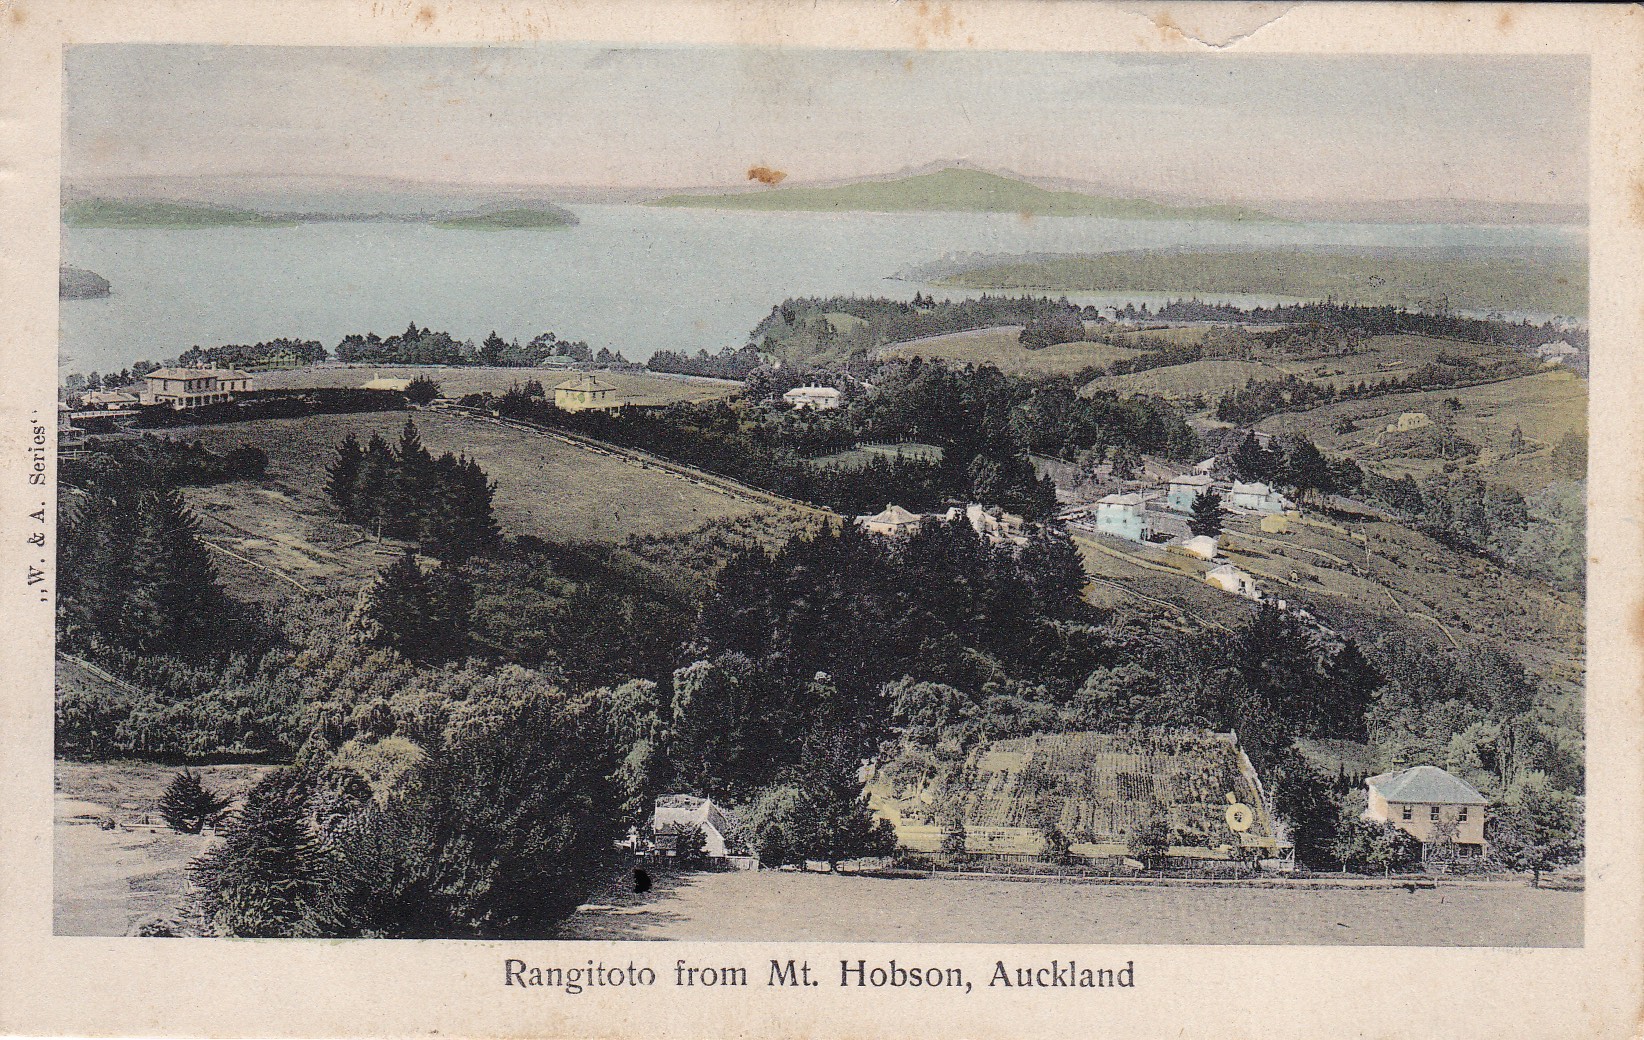 „W. & A. Series‘
Rangitoto from Mt. Hobson, Auckland